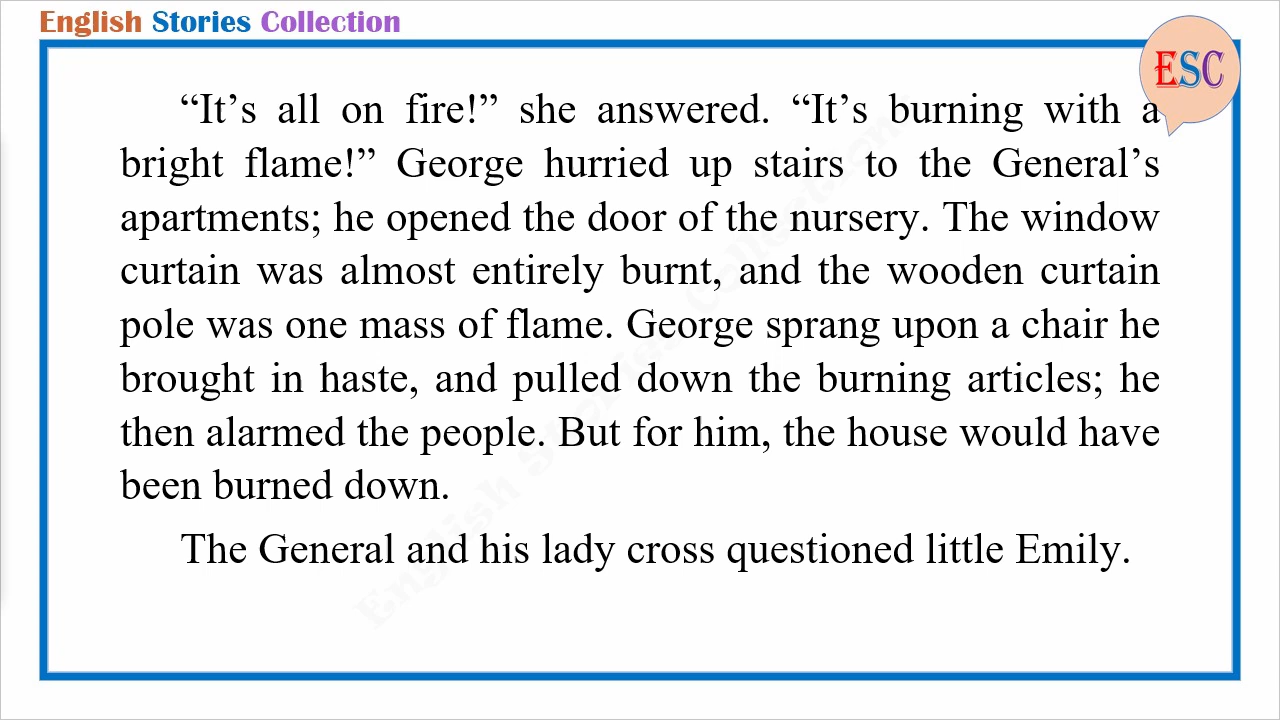 English Stories Collection
ESC
“It’s all on fire!” she answered. “It’s burning with a
bright flame!” George hurried up stairs to the General’s
apartments; he opened the door of the nursery. The window
curtain was almost entirely burnt, and the wooden curtain
pole was one mass of flame. George sprang upon a chair he
brought in haste, and pulled down the burning articles; he
then alarmed the people. But for him, the house would have
been burned down.
The General and his lady cross questioned little Emily.
English Stories Collection